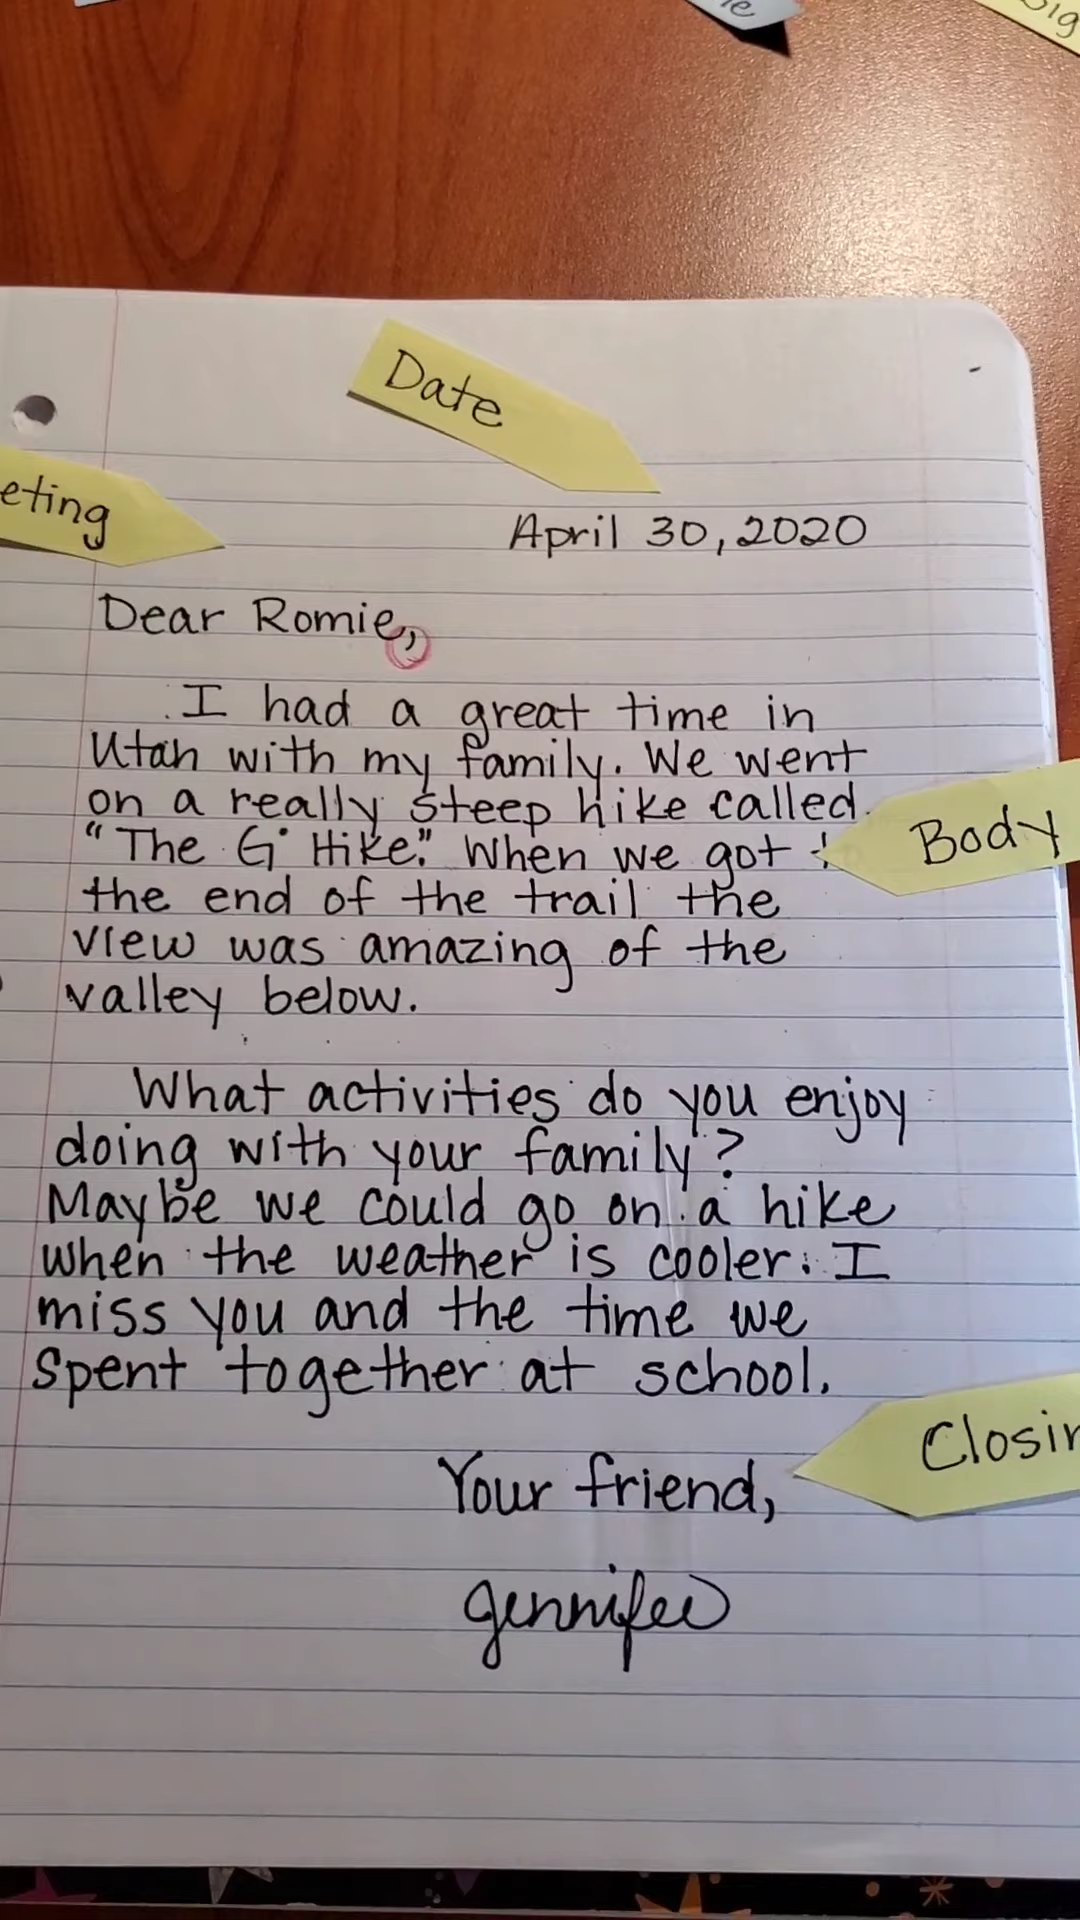 Date
eting
April 30, 2020
Dear Romie,
I had a great time in
Utah with my family. We went
on a really steep hike called
"The G Hike." When we got
Body
the end of the trail the
view was amazing of the
valley below.
What activities do you enjoy
doing with your family?
Maybe we could go on a hike
when the weather is cooler. I
miss you and the time we
spent together at school.
Closin
Your friend,
Jennifer